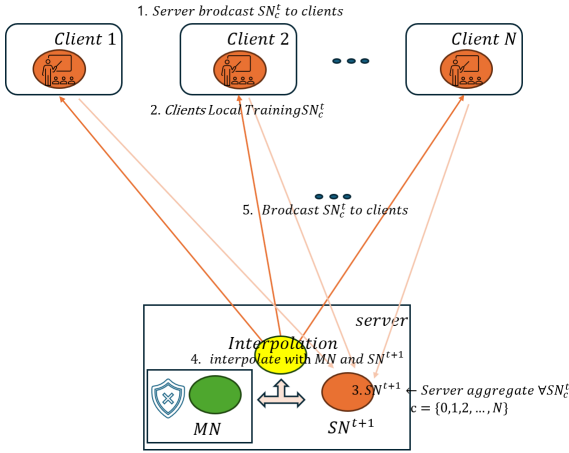 1. Server brodcast SN_c^t to clients
Client 1
Client 2
Client N
2. Clients Local TrainingSN_c^t
5. Brodcast SN_c^t to clients
server
Interpolation
4. interpolate with MN and SN^{t+1}
3. SN^{t+1} ← Server aggregate ∀SN_c^t
c = {0,1,2, ..., N}
MN
SN^{t+1}